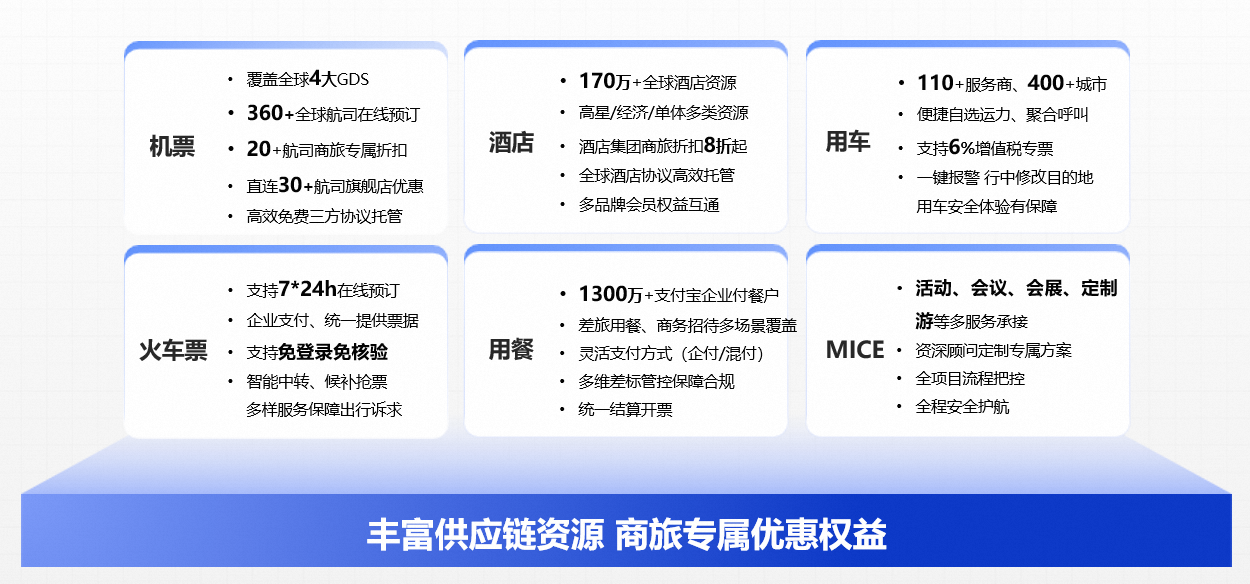 机票
• 覆盖全球4大GDS
• 360+全球航司在线预订
• 20+航司商旅专属折扣
• 直连30+航司旗舰店优惠
• 高效免费三方协议托管
酒店
• 170万+全球酒店资源
• 高星/经济/单体多类资源
• 酒店集团商旅折扣8折起
• 全球酒店协议高效托管
• 多品牌会员权益互通
用车
• 110+服务商、400+城市
• 便捷自选运力、聚合呼叫
• 支持6%增值税专票
• 一键报警 行中修改目的地
用车安全体验有保障
火车票
• 支持7*24h在线预订
• 企业支付、统一提供票据
• 支持免登录免核验
• 智能中转、候补抢票
多样服务保障出行诉求
用餐
• 1300万+支付宝企业付餐户
• 差旅用餐、商务招待多场景覆盖
• 灵活支付方式（企付/混付）
• 多维差标管控保障合规
• 统一结算开票
MICE
• 活动、会议、会展、定制
游等多服务承接
• 资深顾问定制专属方案
• 全项目流程把控
• 全程安全护航
丰富供应链资源 商旅专属优惠权益